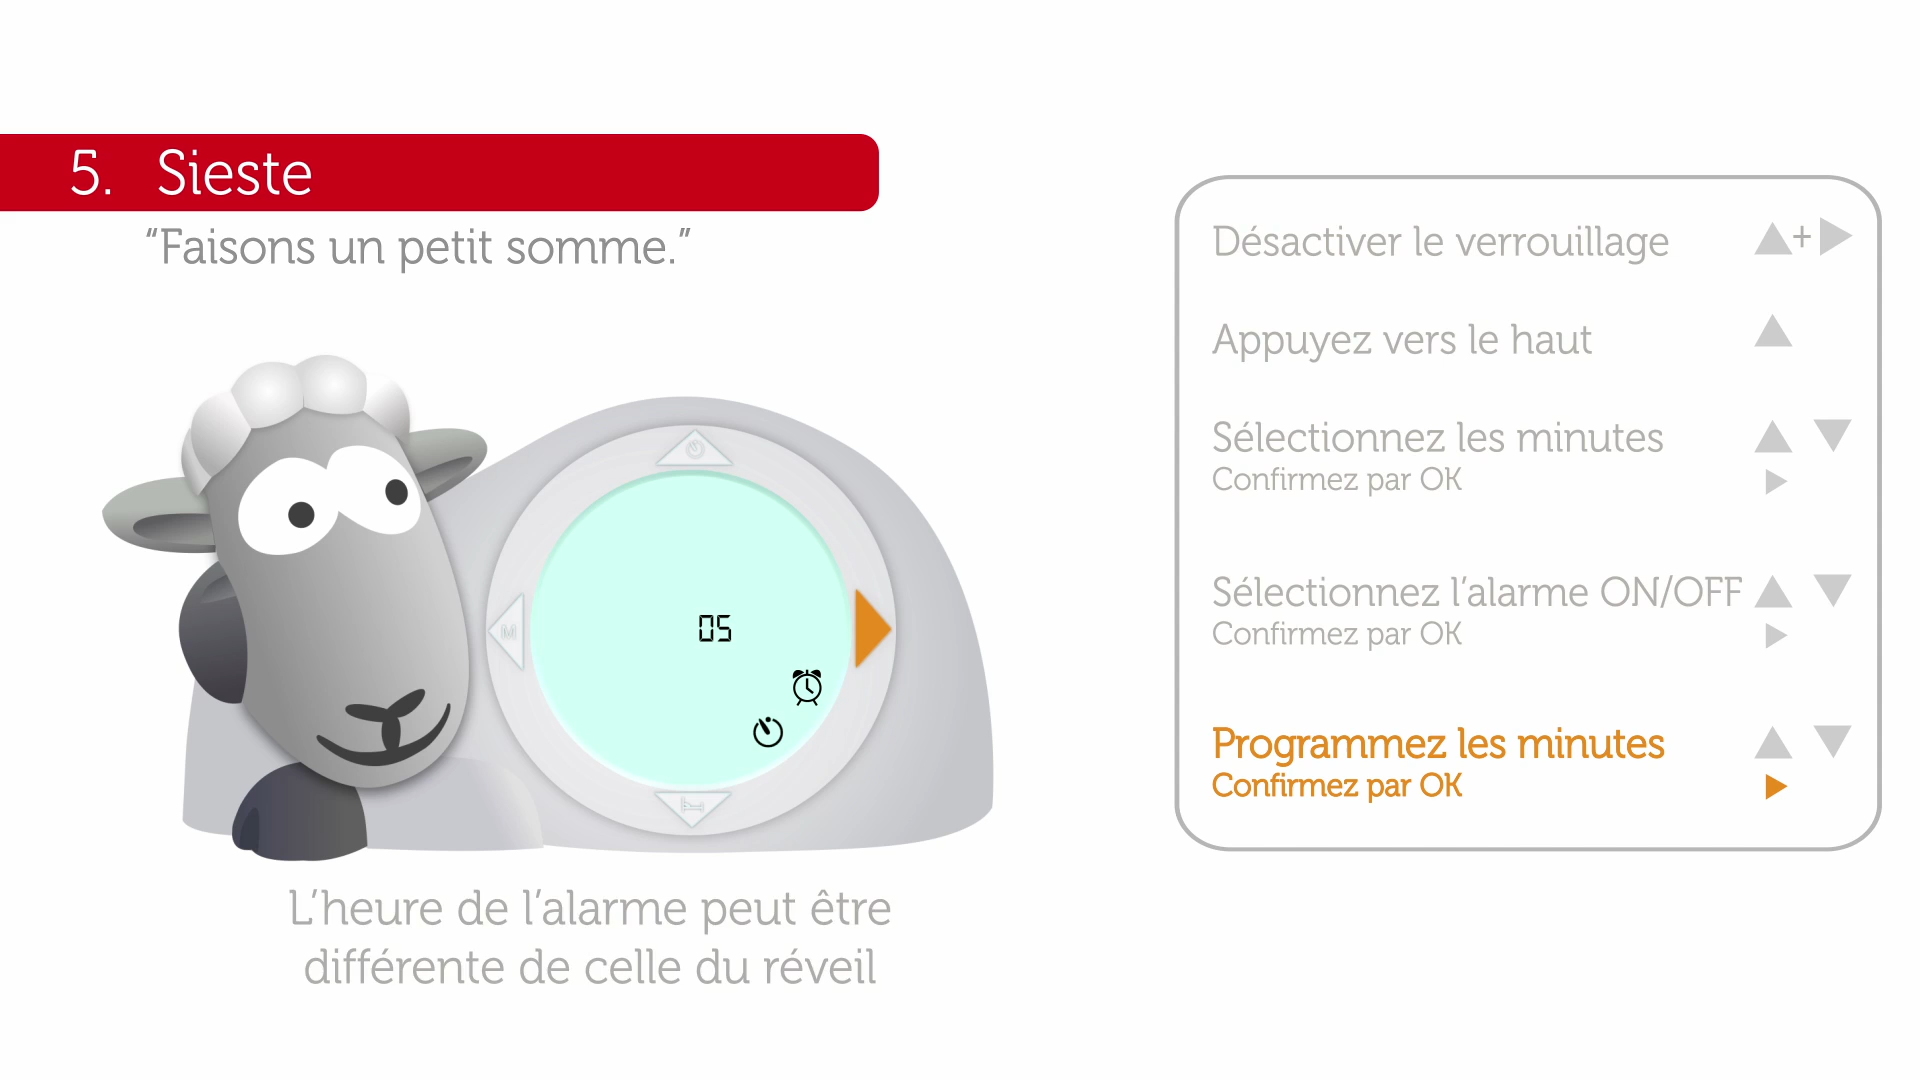 5. Sieste
“Faisons un petit somme.”
M
05
L’heure de l’alarme peut être
différente de celle du réveil
Désactiver le verrouillage +
Appuyez vers le haut
Sélectionnez les minutes
Confirmez par OK
Sélectionnez l’alarme ON/OFF
Confirmez par OK
Programmez les minutes
Confirmez par OK